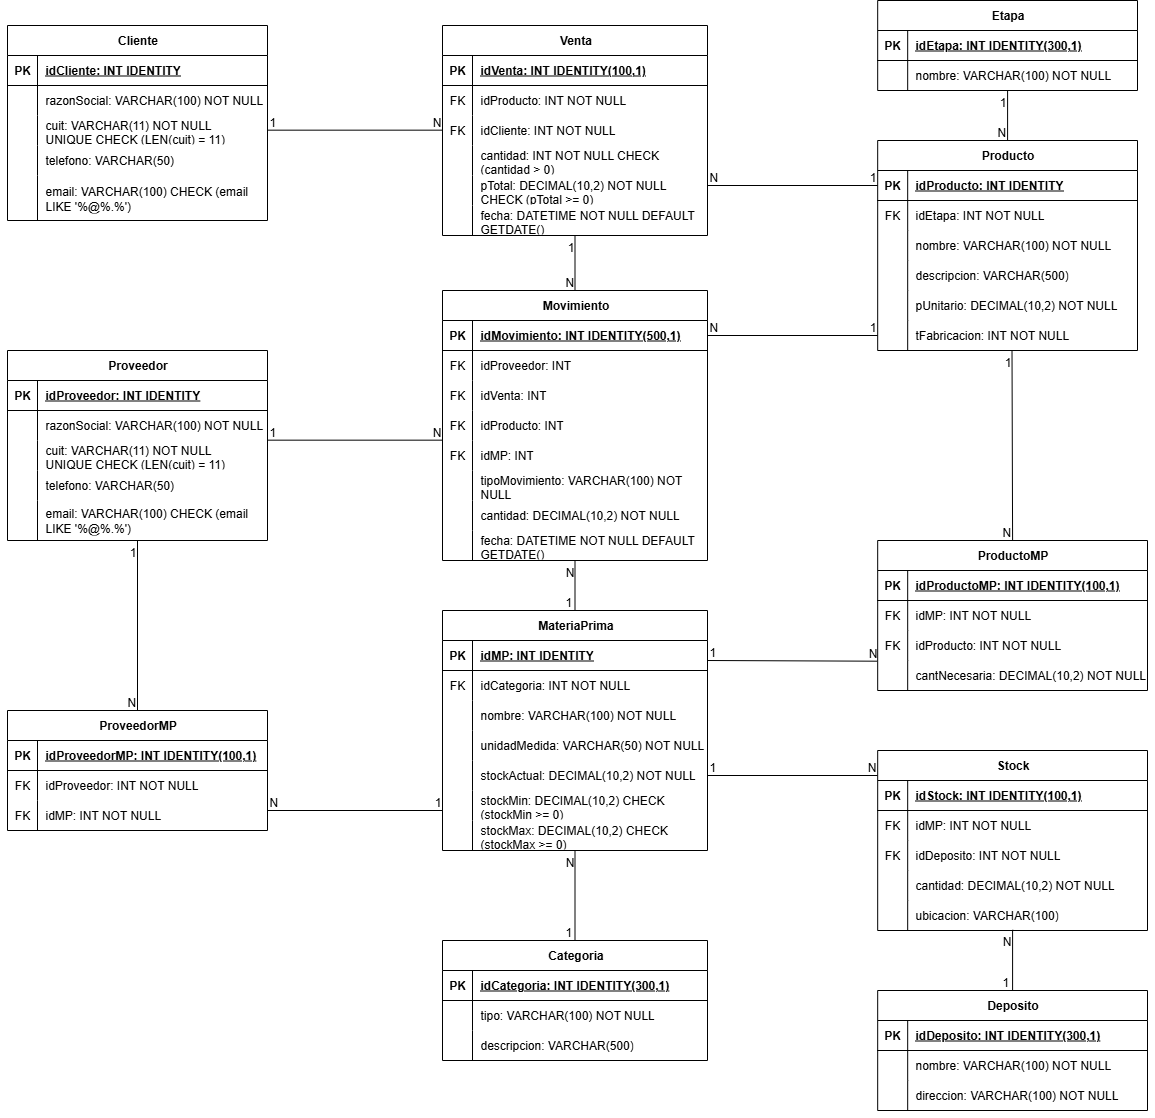 Cliente
PK idCliente: INT IDENTITY
razonSocial: VARCHAR(100) NOT NULL
cuit: VARCHAR(11) NOT NULL
UNIQUE CHECK (LEN(cuit) = 11)
telefono: VARCHAR(50)
email: VARCHAR(100) CHECK (email
LIKE '%@%.%')
1
N
Venta
PK idVenta: INT IDENTITY(100,1)
FK idProducto: INT NOT NULL
FK idCliente: INT NOT NULL
cantidad: INT NOT NULL CHECK
(cantidad > 0)
pTotal: DECIMAL(10,2) NOT NULL
CHECK (pTotal >= 0)
fecha: DATETIME NOT NULL DEFAULT
GETDATE()
N
1
1
N
Etapa
PK idEtapa: INT IDENTITY(300,1)
nombre: VARCHAR(100) NOT NULL
1
N
Producto
PK idProducto: INT IDENTITY
FK idEtapa: INT NOT NULL
nombre: VARCHAR(100) NOT NULL
descripcion: VARCHAR(500)
pUnitario: DECIMAL(10,2) NOT NULL
tFabricacion: INT NOT NULL
1
N
Movimiento
PK idMovimiento: INT IDENTITY(500,1)
FK idProveedor: INT
FK idVenta: INT
FK idProducto: INT
FK idMP: INT
tipoMovimiento: VARCHAR(100) NOT
NULL
cantidad: DECIMAL(10,2) NOT NULL
fecha: DATETIME NOT NULL DEFAULT
GETDATE()
N
1
N
1
Proveedor
PK idProveedor: INT IDENTITY
razonSocial: VARCHAR(100) NOT NULL
cuit: VARCHAR(11) NOT NULL
UNIQUE CHECK (LEN(cuit) = 11)
telefono: VARCHAR(50)
email: VARCHAR(100) CHECK (email
LIKE '%@%.%')
1
N
1
N
ProductoMP
PK idProductoMP: INT IDENTITY(100,1)
FK idMP: INT NOT NULL
FK idProducto: INT NOT NULL
cantNecesaria: DECIMAL(10,2) NOT NULL
MateriaPrima
PK idMP: INT IDENTITY
FK idCategoria: INT NOT NULL
nombre: VARCHAR(100) NOT NULL
unidadMedida: VARCHAR(50) NOT NULL
stockActual: DECIMAL(10,2) NOT NULL
stockMin: DECIMAL(10,2) CHECK
(stockMin >= 0)
stockMax: DECIMAL(10,2) CHECK
(stockMax >= 0)
1
N
1
N
N
1
ProveedorMP
PK idProveedorMP: INT IDENTITY(100,1)
FK idProveedor: INT NOT NULL
FK idMP: INT NOT NULL
N
1
Stock
PK idStock: INT IDENTITY(100,1)
FK idMP: INT NOT NULL
FK idDeposito: INT NOT NULL
cantidad: DECIMAL(10,2) NOT NULL
ubicacion: VARCHAR(100)
N
1
Categoria
PK idCategoria: INT IDENTITY(300,1)
tipo: VARCHAR(100) NOT NULL
descripcion: VARCHAR(500)
Deposito
PK idDeposito: INT IDENTITY(300,1)
nombre: VARCHAR(100) NOT NULL
direccion: VARCHAR(100) NOT NULL